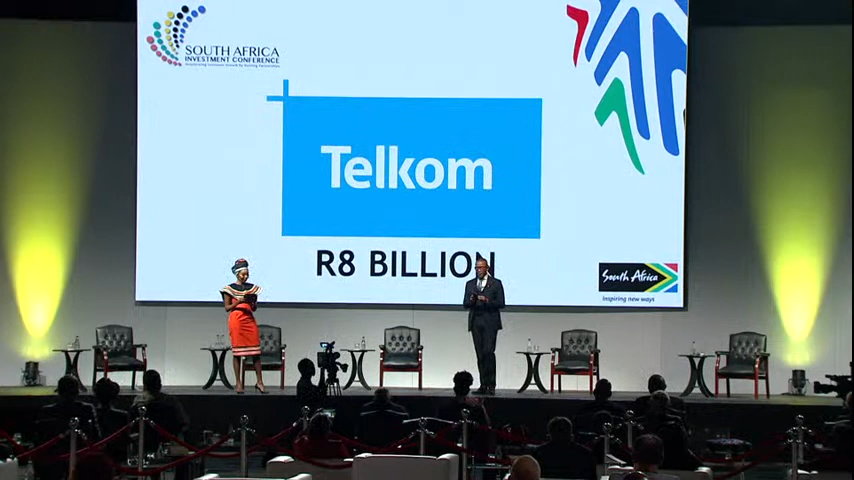 SOUTH AFRICA
INVESTMENT CONFERENCE
Telkom
R8 BILLION
South Africa
Inspiring new ways